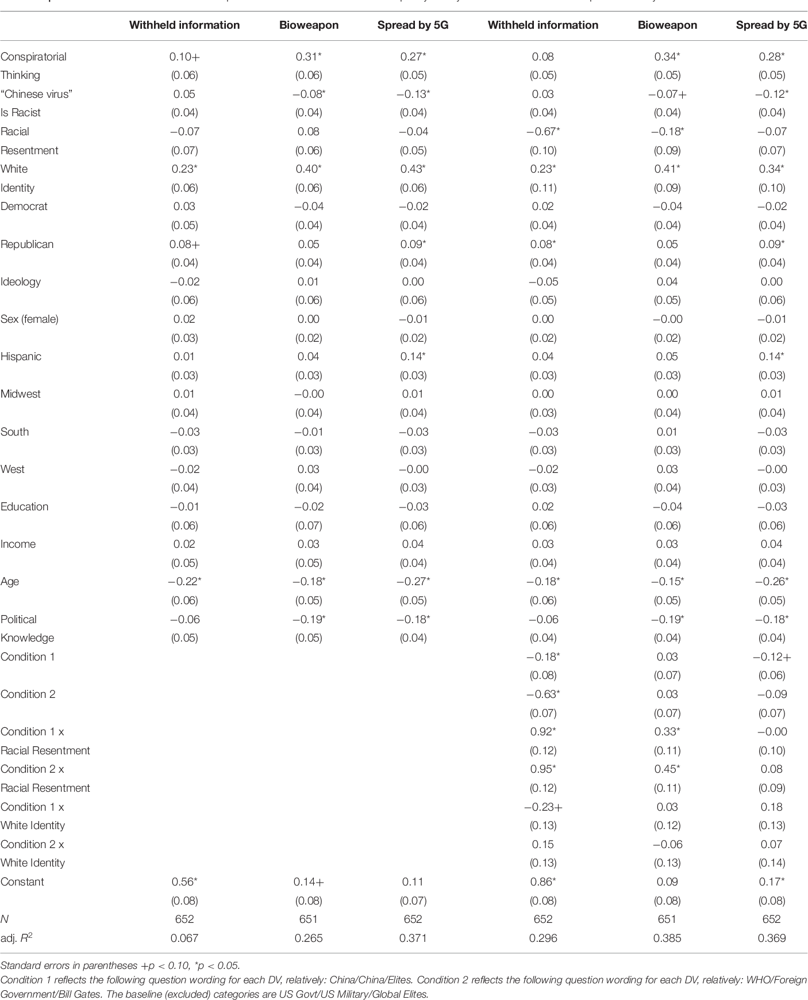 Withheld information Bioweapon Spread by 5G Withheld information Bioweapon Spread by 5G
Conspiratorial 0.10+ 0.31* 0.27* 0.08 0.34* 0.28*
Thinking (0.06) (0.06) (0.05) (0.05) (0.05) (0.05)
“Chinese virus” 0.05 −0.08* −0.13* 0.03 −0.07+ −0.12*
Is Racist (0.04) (0.04) (0.04) (0.04) (0.04) (0.04)
Racial −0.07 0.08 −0.04 −0.67* −0.18* −0.07
Resentment (0.07) (0.06) (0.05) (0.10) (0.09) (0.07)
White 0.23* 0.40* 0.43* 0.23* 0.41* 0.34*
Identity (0.06) (0.06) (0.06) (0.11) (0.09) (0.10)
Democrat 0.03 −0.04 −0.02 0.02 −0.04 −0.02
(0.05) (0.04) (0.04) (0.04) (0.04) (0.04)
Republican 0.08+ 0.05 0.09* 0.08* 0.05 0.09*
(0.04) (0.04) (0.04) (0.04) (0.04) (0.04)
Ideology −0.02 0.01 0.00 −0.05 0.04 0.00
(0.06) (0.06) (0.06) (0.05) (0.05) (0.06)
Sex (female) 0.02 0.00 −0.01 0.00 −0.00 −0.01
(0.03) (0.02) (0.02) (0.02) (0.02) (0.02)
Hispanic 0.01 0.04 0.14* 0.04 0.05 0.14*
(0.03) (0.03) (0.03) (0.03) (0.03) (0.03)
Midwest 0.01 −0.00 0.01 0.00 0.00 0.01
(0.04) (0.04) (0.04) (0.03) (0.04) (0.04)
South −0.03 −0.01 −0.03 −0.03 0.01 −0.03
(0.03) (0.03) (0.03) (0.03) (0.03) (0.03)
West −0.02 0.03 −0.00 −0.02 0.03 −0.00
(0.04) (0.04) (0.03) (0.03) (0.04) (0.03)
Education −0.01 −0.02 −0.03 0.02 −0.04 −0.03
(0.06) (0.07) (0.06) (0.06) (0.06) (0.06)
Income 0.02 0.03 0.04 0.03 0.03 0.04
(0.05) (0.05) (0.04) (0.04) (0.04) (0.04)
Age −0.22* −0.18* −0.27* −0.18* −0.15* −0.26*
(0.06) (0.05) (0.05) (0.06) (0.05) (0.05)
Political −0.06 −0.19* −0.18* −0.06 −0.19* −0.18*
Knowledge (0.05) (0.05) (0.04) (0.04) (0.04) (0.04)
Condition 1 −0.18* 0.03 −0.12+
(0.08) (0.07) (0.06)
Condition 2 −0.63* 0.03 −0.09
(0.07) (0.07) (0.07)
Condition 1 x 0.92* 0.33* −0.00
Racial Resentment (0.12) (0.11) (0.10)
Condition 2 x 0.95* 0.45* 0.08
Racial Resentment (0.12) (0.11) (0.09)
Condition 1 x −0.23+ 0.03 0.18
White Identity (0.13) (0.12) (0.13)
Condition 2 x 0.15 −0.06 0.07
White Identity (0.13) (0.13) (0.14)
Constant 0.56* 0.14+ 0.11 0.86* 0.09 0.17*
(0.08) (0.08) (0.07) (0.08) (0.08) (0.08)
N 652 651 652 652 651 652
adj. R² 0.067 0.265 0.371 0.296 0.385 0.369
Standard errors in parentheses +p < 0.10, *p < 0.05.
Condition 1 reflects the following question wording for each DV, relatively: China/China/Elites. Condition 2 reflects the following question wording for each DV, relatively: WHO/Foreign
Government/Bill Gates. The baseline (excluded) categories are US Govt/US Military/Global Elites.